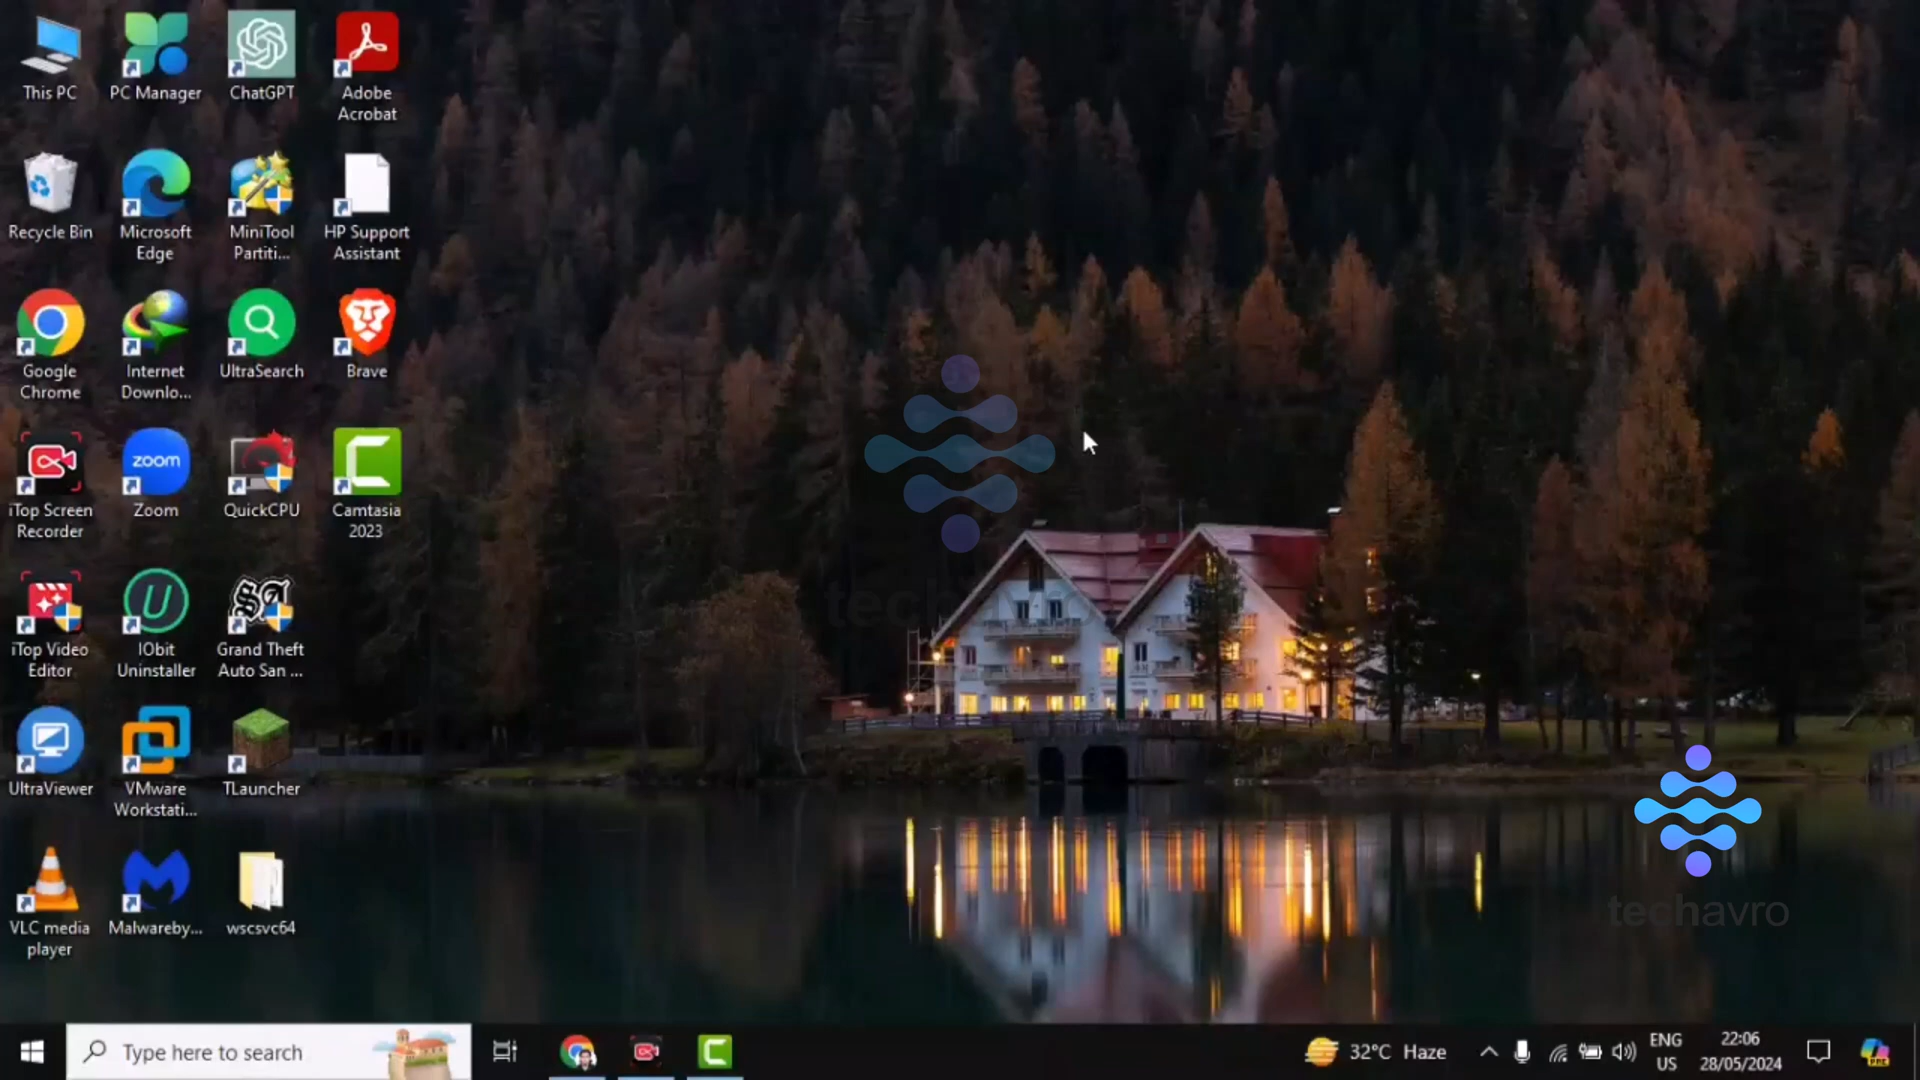 This PC
PC Manager
ChatGPT
Adobe
Acrobat
Recycle Bin
Microsoft
Edge
MiniTool
Partiti...
HP Support
Assistant
Google
Chrome
Internet
Downlo...
UltraSearch
Brave
iTop Screen
Recorder
zoom
Zoom
QuickCPU
Camtasia
2023
iTop Video
Editor
IObit
Uninstaller
Grand Theft
Auto San ...
UltraViewer
VMware
Workstati...
TLauncher
VLC media
player
Malwareby...
wscsvc64
techavro
techavro
Type here to search
32°C Haze
ENG
US
22:06
28/05/2024
PRE